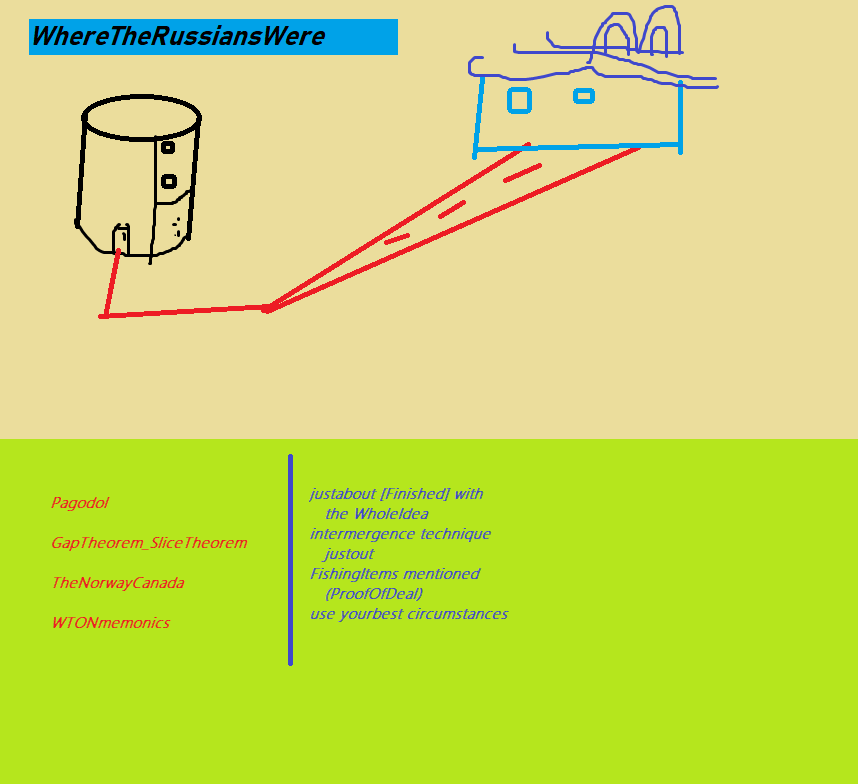 WhereTheRussiansWere
Pagodol
GapTheorem_SliceTheorem
TheNorwayCanada
WTONmemonics
justabout [Finished] with
the WholeIdea
intermergence technique
justout
FishingItems mentioned
(ProofOfDeal)
use yourbest circumstances